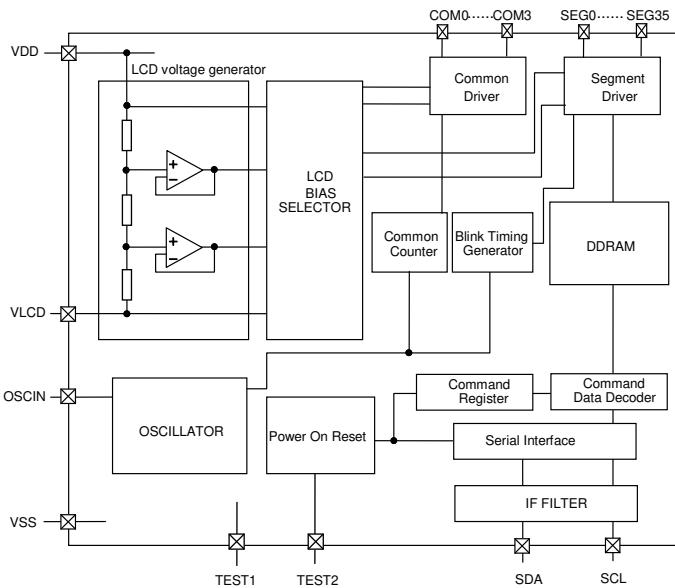 COM0······COM3
SEG0······ SEG35
VDD
LCD voltage generator
Common
Driver
Segment
Driver
+
−
LCD
BIAS
SELECTOR
+
−
Common
Counter
Blink Timing
Generator
DDRAM
VLCD
OSCIN
OSCILLATOR
Power On Reset
Command
Register
Command
Data Decoder
Serial Interface
IF FILTER
VSS
TEST1
TEST2
SDA
SCL